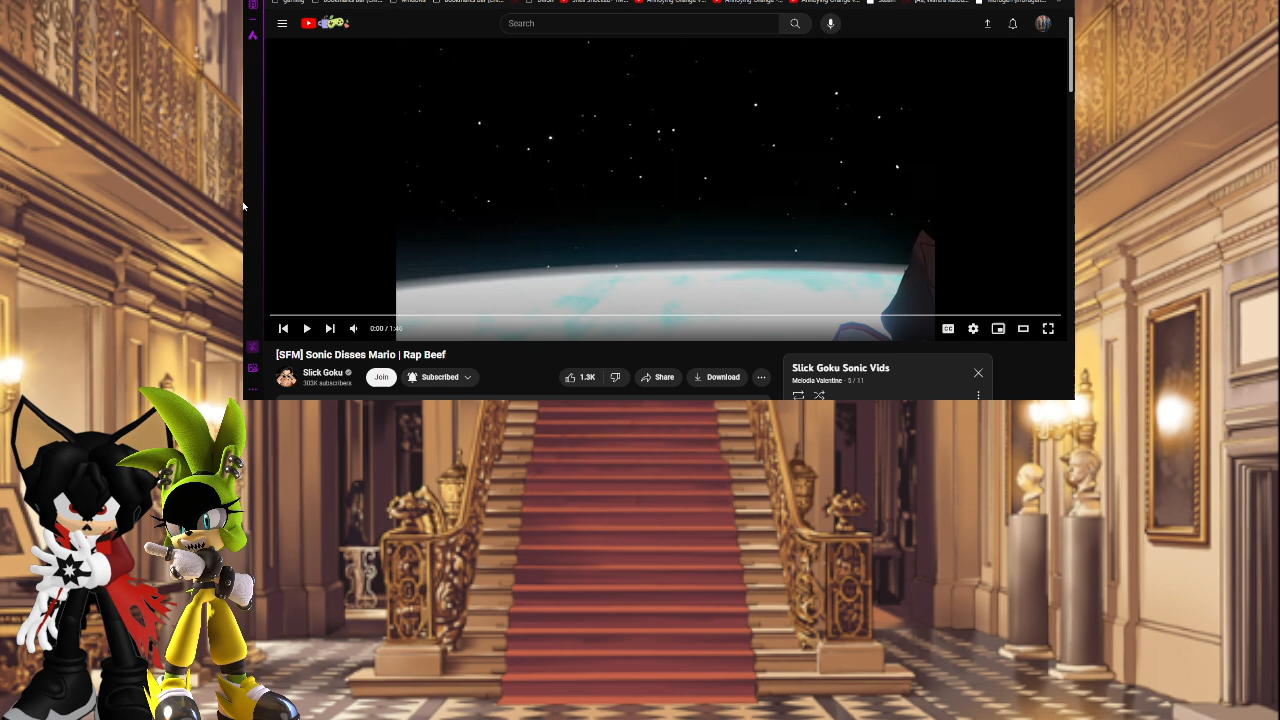 Search
0:00 / 1:46
CC
[SFM] Sonic Disses Mario | Rap Beef
Slick Goku
303K subscribers
Join
Subscribed
1.3K
Share
Download
Slick Goku Sonic Vids
Melodia Valentine - 5 / 11